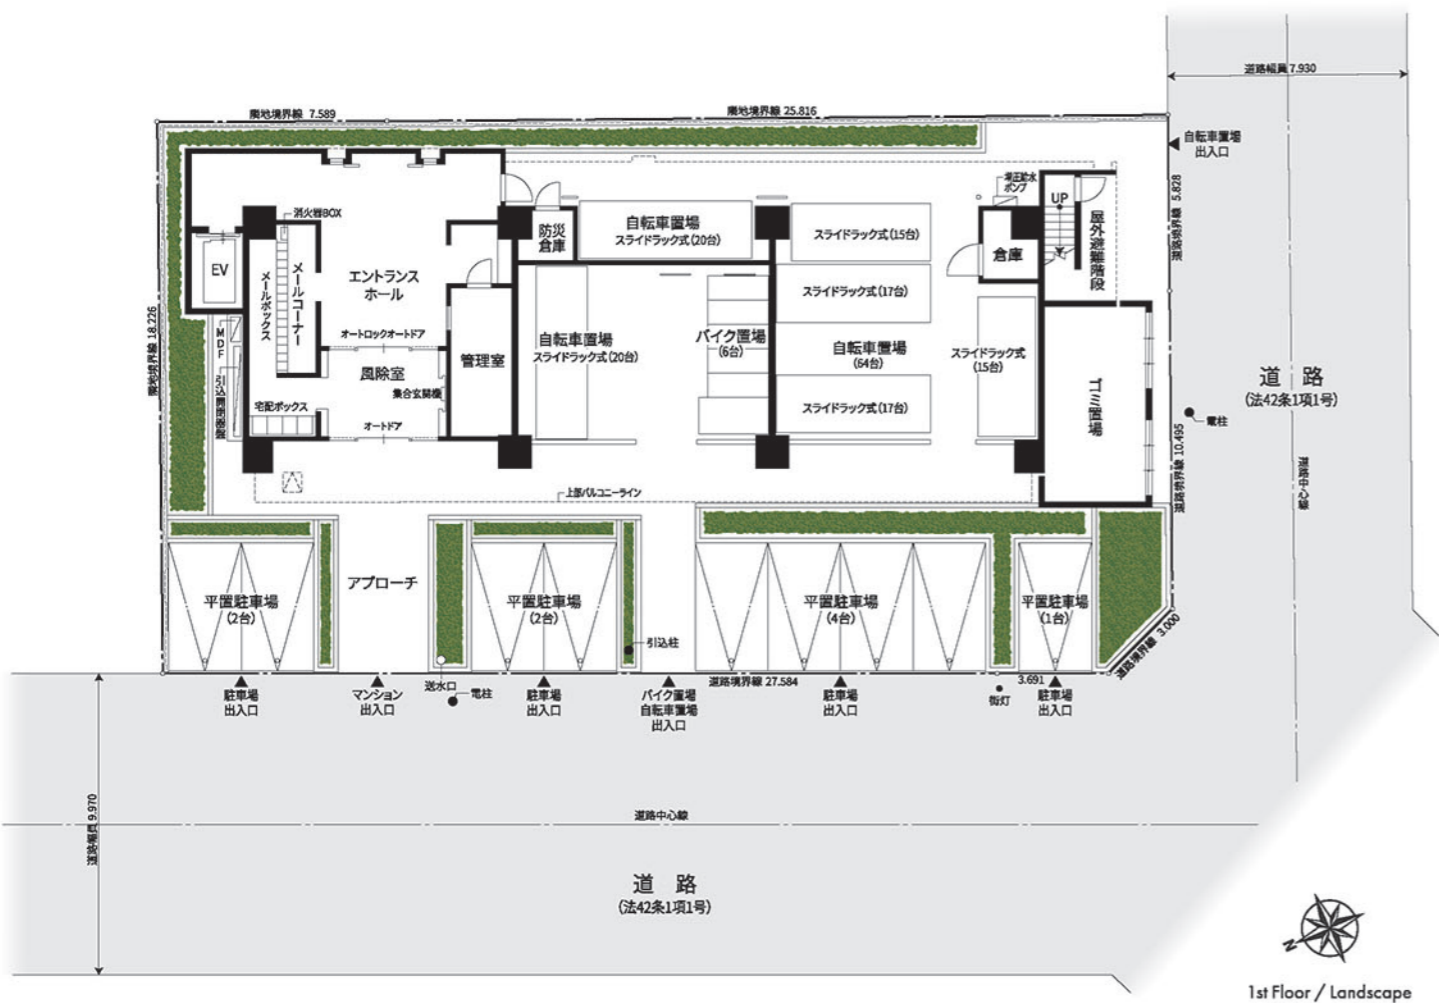 道路幅員 7.930
隣地境界線 7.589
隣地境界線 25.816
自転車置場
出入口
道路境界線 5.828
消火器BOX
EV
メールボックス
メールコーナー
エントランス
ホール
防災
倉庫
自転車置場
スライドラック式(20台)
スライドラック式(15台)
増圧給水
ポンプ
UP
倉庫
屋外避難階段
スライドラック式(17台)
オートロックオートドア
MDF
引込開閉器盤
風除室
集合玄関機
管理室
自転車置場
スライドラック式(20台)
バイク置場
(6台)
自転車置場
(64台)
スライドラック式
(15台)
スライドラック式(17台)
ゴミ置場
宅配ボックス
オートドア
隣地境界線 18.226
道路
(法42条1項1号)
電柱
道路境界線 10.495
道路中心線
上部バルコニーライン
アプローチ
平置駐車場
(2台)
平置駐車場
(2台)
平置駐車場
(4台)
平置駐車場
(1台)
引込柱
道路境界線 3.000
道路境界線 27.584
3.691
駐車場
出入口
マンション
出入口
送水口
電柱
駐車場
出入口
バイク置場
自転車置場
出入口
駐車場
出入口
街灯
駐車場
出入口
道路幅員 9.970
道路中心線
道路
(法42条1項1号)
N
1st Floor / Landscape